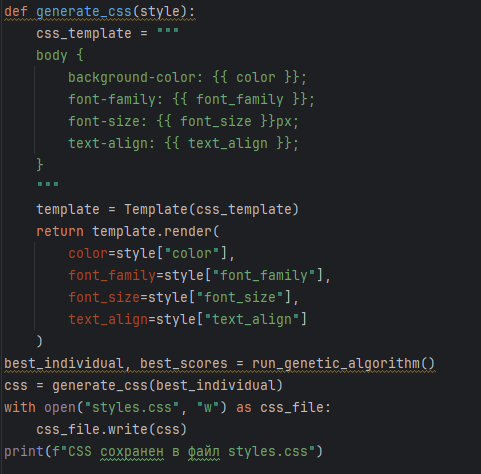 def generate_css(style):
    css_template = """
    body {
        background-color: {{ color }};
        font-family: {{ font_family }};
        font-size: {{ font_size }}px;
        text-align: {{ text_align }};
    }
    """
    template = Template(css_template)
    return template.render(
        color=style["color"],
        font_family=style["font_family"],
        font_size=style["font_size"],
        text_align=style["text_align"]
    )
best_individual, best_scores = run_genetic_algorithm()
css = generate_css(best_individual)
with open("styles.css", "w") as css_file:
    css_file.write(css)
print(f"CSS сохранен в файл styles.css")